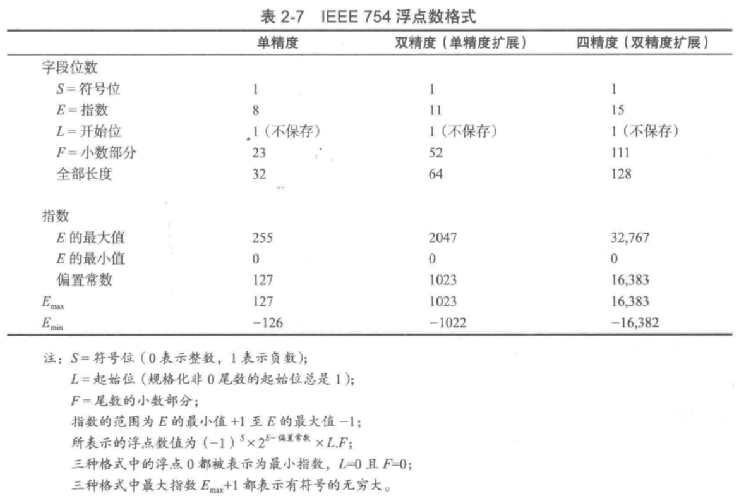 表 2-7 IEEE 754 浮点数格式
单精度 双精度（单精度扩展） 四精度（双精度扩展）
字段位数
S=符号位 1 1 1
E=指数 8 11 15
L=开始位 1（不保存） 1（不保存） 1（不保存）
F=小数部分 23 52 111
全部长度 32 64 128
指数
E 的最大值 255 2047 32,767
E 的最小值 0 0 0
偏置常数 127 1023 16,383
Emax 127 1023 16,383
Emin −126 −1022 −16,382
注：S=符号位（0表示整数，1表示负数）；
L=起始位（规格化非0尾数的起始位总是1）；
F=尾数的小数部分；
指数的范围为E的最小值+1至E的最大值−1；
所表示的浮点数值为（−1）S×2E−偏置常数×L.F；
三种格式中的浮点0都被表示为最小指数，L=0且F=0；
三种格式中最大指数Emax+1都表示有符号的无穷大。